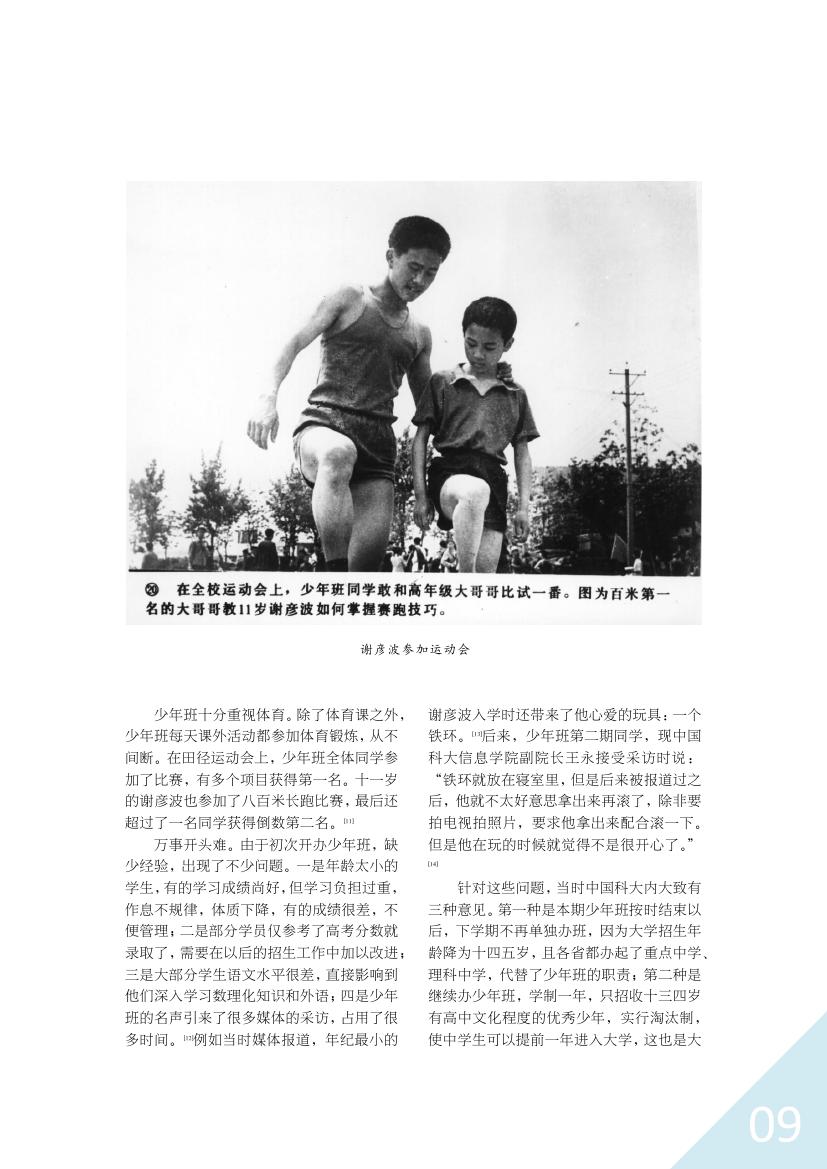 ⑳ 在全校运动会上，少年班同学敢和高年级大哥哥比试一番。图为百米第一
名的大哥哥教11岁谢彦波如何掌握赛跑技巧。
谢彦波参加运动会
少年班十分重视体育。除了体育课之外，
少年班每天课外活动都参加体育锻炼，从不
间断。在田径运动会上，少年班全体同学参
加了比赛，有多个项目获得第一名。十一岁
的谢彦波也参加了八百米长跑比赛，最后还
超过了一名同学获得倒数第二名。[11]
万事开头难。由于初次开办少年班，缺
少经验，出现了不少问题。一是年龄太小的
学生，有的学习成绩尚好，但学习负担过重，
作息不规律，体质下降，有的成绩很差，不
便管理；二是部分学员仅参考了高考分数就
录取了，需要在以后的招生工作中加以改进；
三是大部分学生语文水平很差，直接影响到
他们深入学习数理化知识和外语；四是少年
班的名声引来了很多媒体的采访，占用了很
多时间。[12]例如当时媒体报道，年纪最小的
谢彦波入学时还带来了他心爱的玩具：一个
铁环。[13]后来，少年班第二期同学，现中国
科大信息学院副院长王永接受采访时说：
“铁环就放在寝室里，但是后来被报道过之
后，他就不太好意思拿出来再滚了，除非要
拍电视拍照片，要求他拿出来配合滚一下。
但是他在玩的时候就觉得不是很开心了。”
[14]
针对这些问题，当时中国科大内大致有
三种意见。第一种是本期少年班按时结束以
后，下学期不再单独办班，因为大学招生年
龄降为十四五岁，且各省都办起了重点中学、
理科中学，代替了少年班的职责；第二种是
继续办少年班，学制一年，只招收十三四岁
有高中文化程度的优秀少年，实行淘汰制，
使中学生可以提前一年进入大学，这也是大
09